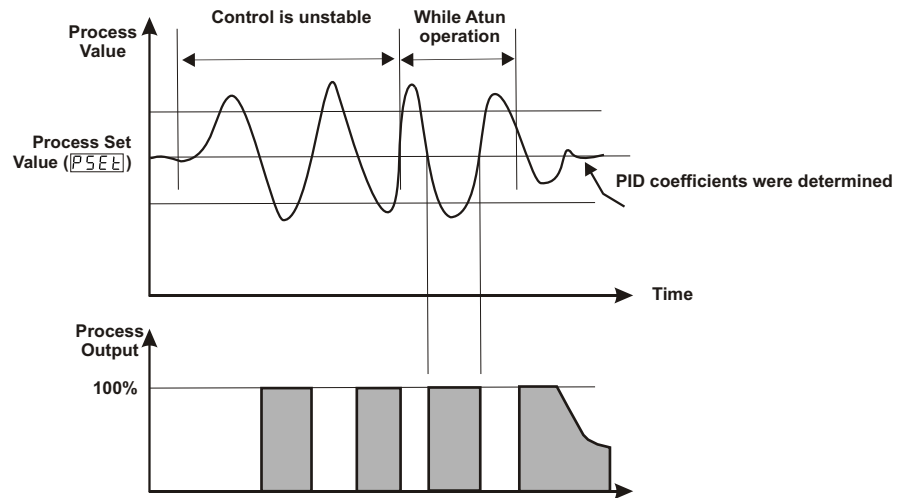 Control is unstable
While Atun
operation
Process
Value
Process Set
Value (PSEt)
PID coefficients were determined
Time
Process
Output
100%